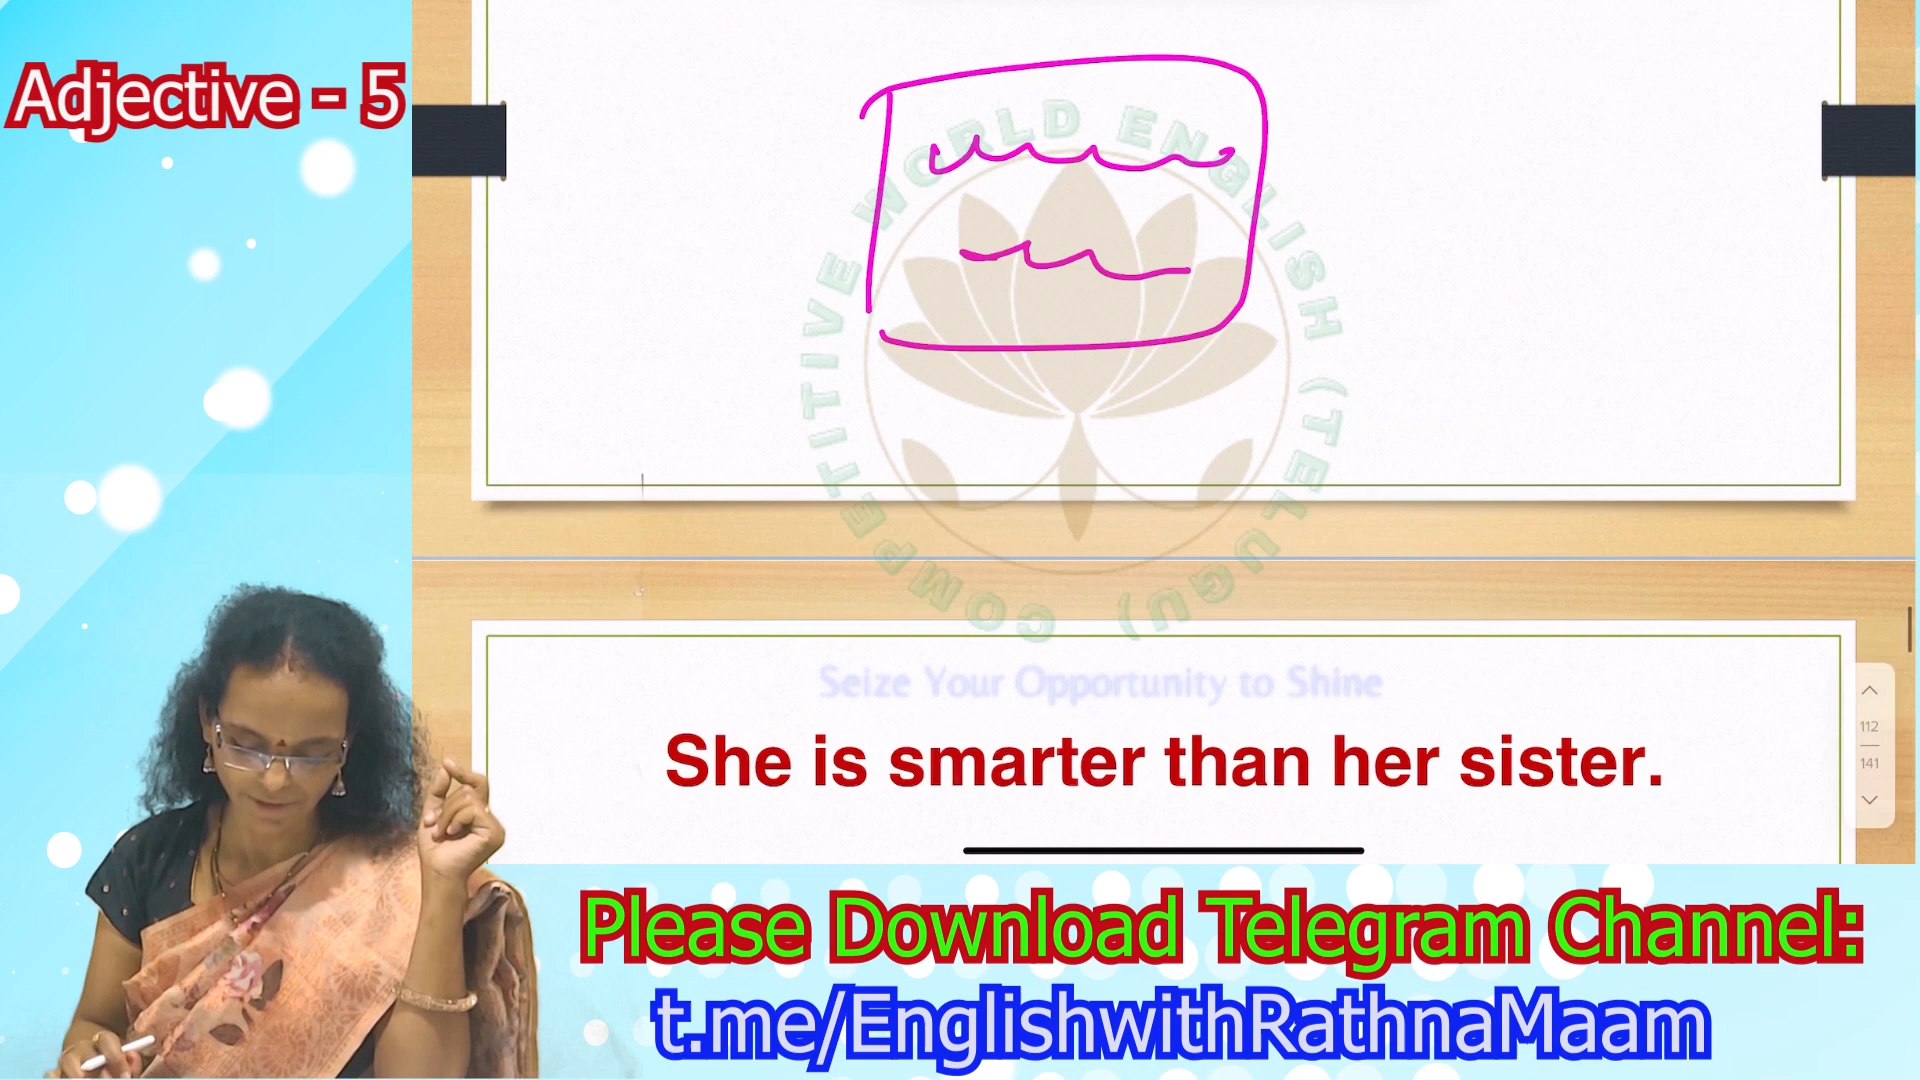 Adjective - 5
COMPETITIVE WORLD ENGLISH (TELUGU)
Seize Your Opportunity to Shine
She is smarter than her sister.
112
141
Please Download Telegram Channel:
t.me/EnglishwithRathnaMaam